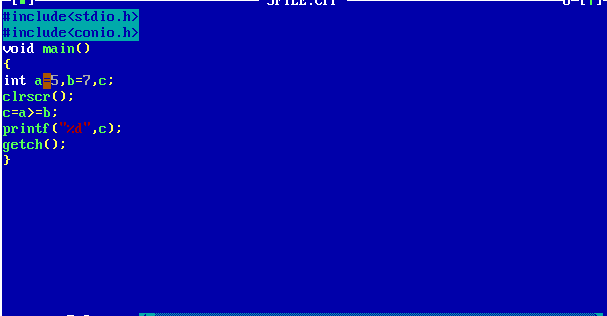 #include<stdio.h>
#include<conio.h>
void main()
{
int a=5,b=7,c;
clrscr();
c=a>=b;
printf("%d",c);
getch();
}